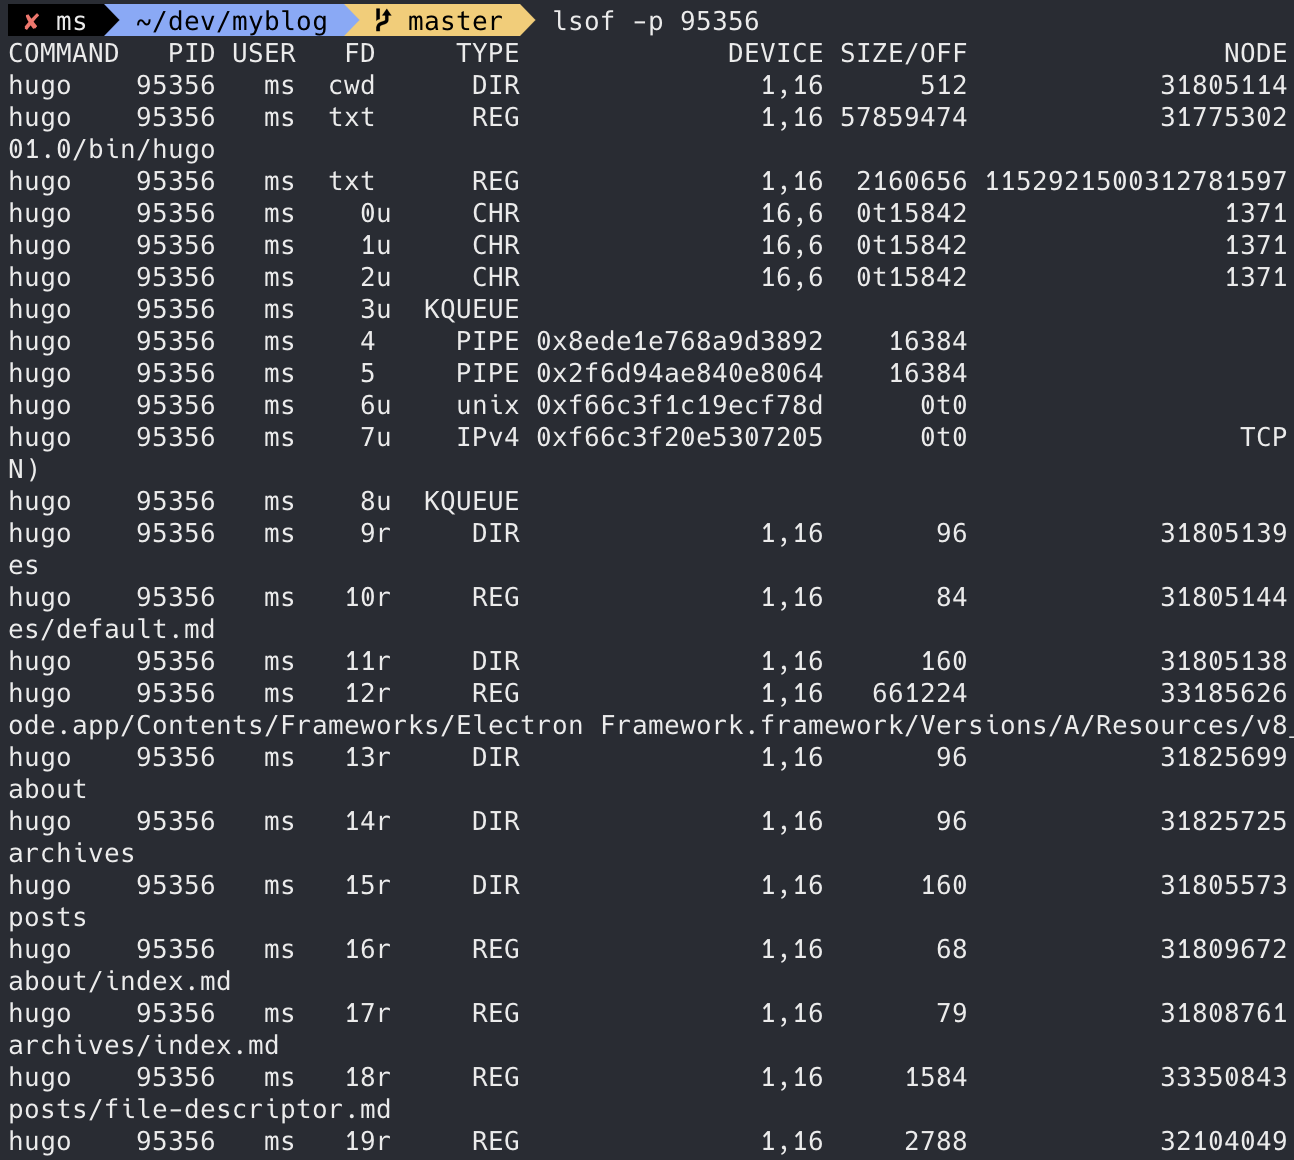 ✘ ms ~/dev/myblog master lsof -p 95356
COMMAND PID USER FD TYPE DEVICE SIZE/OFF NODE
hugo 95356 ms cwd DIR 1,16 512 31805114
hugo 95356 ms txt REG 1,16 57859474 31775302
01.0/bin/hugo
hugo 95356 ms txt REG 1,16 2160656 1152921500312781597
hugo 95356 ms 0u CHR 16,6 0t15842 1371
hugo 95356 ms 1u CHR 16,6 0t15842 1371
hugo 95356 ms 2u CHR 16,6 0t15842 1371
hugo 95356 ms 3u KQUEUE
hugo 95356 ms 4 PIPE 0x8ede1e768a9d3892 16384
hugo 95356 ms 5 PIPE 0x2f6d94ae840e8064 16384
hugo 95356 ms 6u unix 0xf66c3f1c19ecf78d 0t0
hugo 95356 ms 7u IPv4 0xf66c3f20e5307205 0t0 TCP
N)
hugo 95356 ms 8u KQUEUE
hugo 95356 ms 9r DIR 1,16 96 31805139
es
hugo 95356 ms 10r REG 1,16 84 31805144
es/default.md
hugo 95356 ms 11r DIR 1,16 160 31805138
hugo 95356 ms 12r REG 1,16 661224 33185626
ode.app/Contents/Frameworks/Electron Framework.framework/Versions/A/Resources/v8_
hugo 95356 ms 13r DIR 1,16 96 31825699
about
hugo 95356 ms 14r DIR 1,16 96 31825725
archives
hugo 95356 ms 15r DIR 1,16 160 31805573
posts
hugo 95356 ms 16r REG 1,16 68 31809672
about/index.md
hugo 95356 ms 17r REG 1,16 79 31808761
archives/index.md
hugo 95356 ms 18r REG 1,16 1584 33350843
posts/file-descriptor.md
hugo 95356 ms 19r REG 1,16 2788 32104049